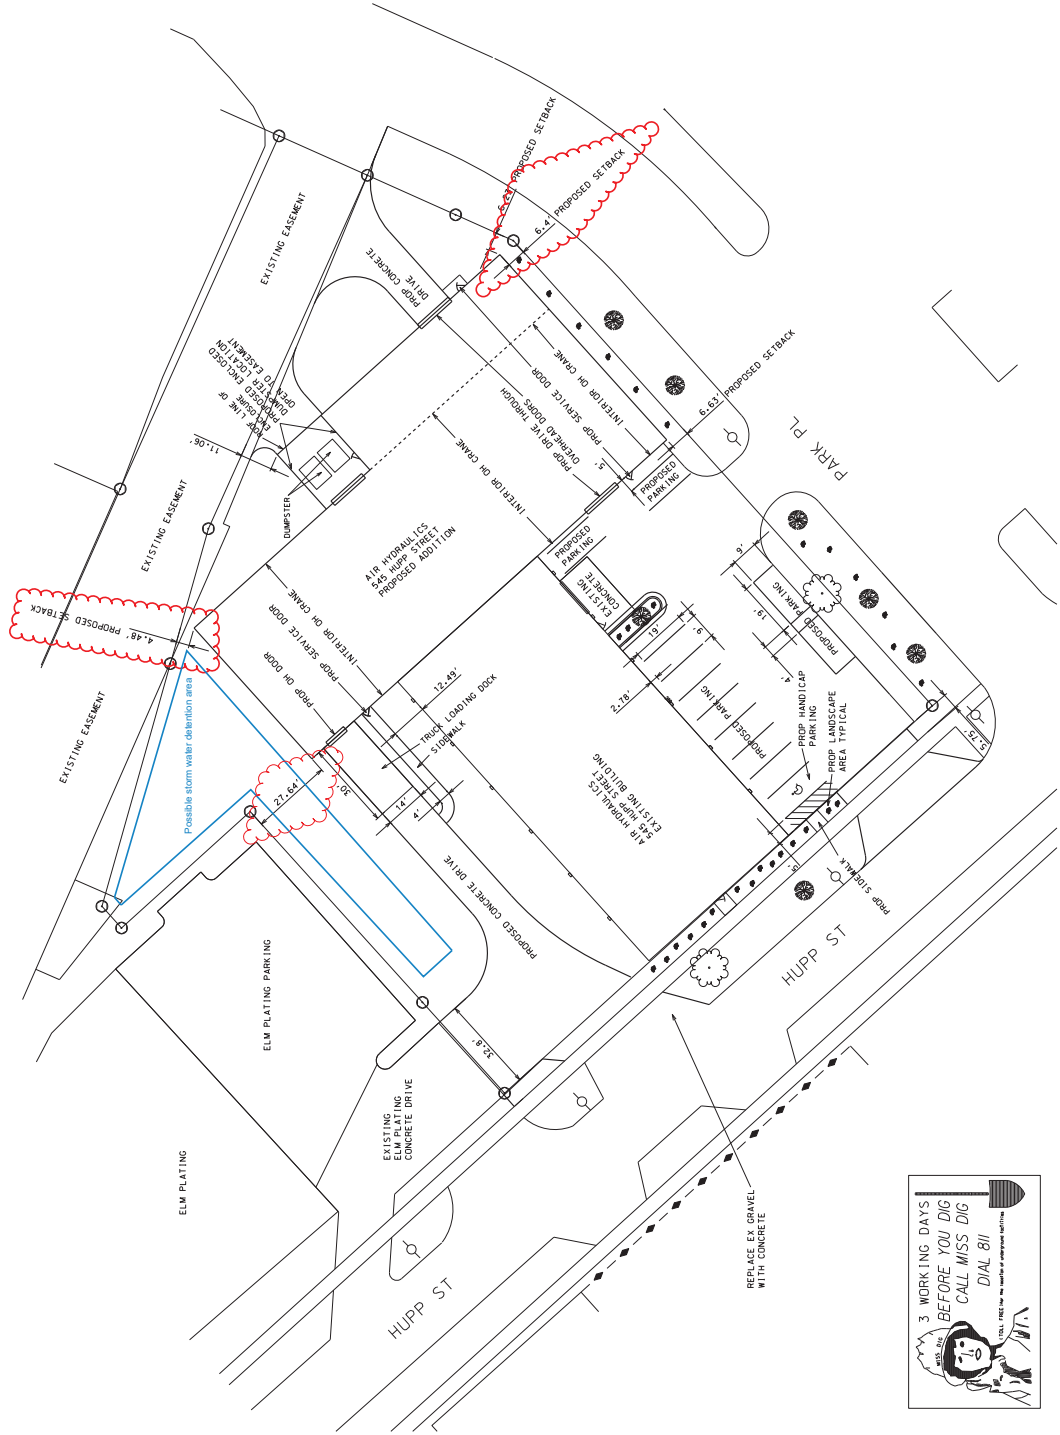 EXISTING EASEMENT
EXISTING EASEMENT
EXISTING EASEMENT
4.48' PROPOSED SETBACK
PROPOSED SETBACK
6.4' PROPOSED SETBACK
6.63' PROPOSED SETBACK
PROP CONCRETE
DRIVE
ROOF LINE OF
ENCLOSURE
PROPOSED ENCLOSED
DUMPSTER LOCATION
OPEN TO EASEMENT
11.06'
DUMPSTER
INTERIOR OH CRANE
PROP SERVICE DOOR
PROP DRIVE THROUGH
OVERHEAD DOORS
5'
INTERIOR OH CRANE
PROPOSED
PARKING
PROPOSED
PARKING
EXISTING
CONCRETE
AIR HYDRAULICS
545 HUPP STREET
PROPOSED ADDITION
INTERIOR OH CRANE
PROP SERVICE DOOR
PROP OH DOOR
12.49'
TRUCK LOADING DOCK
SIDEWALK
27.64'
30'
14'
4'
Possible storm water detention area
PROPOSED CONCRETE DRIVE
AIR HYDRAULICS
545 HUPP STREET
EXISTING BUILDING
19'
9'
2.78'
PROPOSED PARKING
9'
19'
PROPOSED PARKING
4'
PARK PL
PROP HANDICAP
PARKING
PROP LANDSCAPE
AREA TYPICAL
5.75'
5'
PROP SIDEWALK
HUPP ST
ELM PLATING PARKING
ELM PLATING
EXISTING
ELM PLATING
CONCRETE DRIVE
32.8'
HUPP ST
REPLACE EX GRAVEL
WITH CONCRETE
3 WORKING DAYS
BEFORE YOU DIG
CALL MISS DIG
DIAL 811
MISS DIG